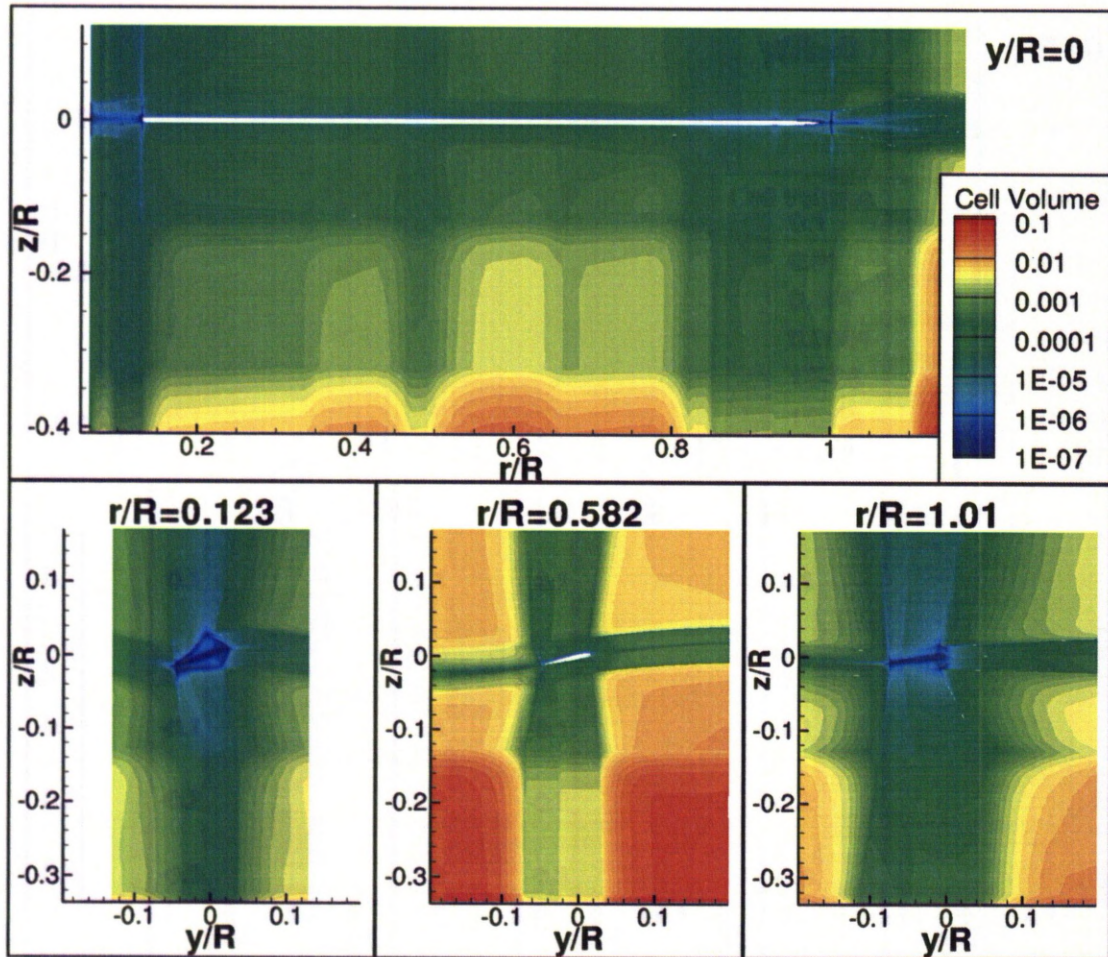 y/R=0
0
-0.2
-0.4
z/R
0.2
0.4
0.6
0.8
1
r/R
Cell Volume
0.1
0.01
0.001
0.0001
1E-05
1E-06
1E-07
r/R=0.123
0.1
0
-0.1
-0.2
-0.3
z/R
-0.1
0
0.1
y/R
r/R=0.582
0.1
0
-0.1
-0.2
-0.3
z/R
-0.1
0
0.1
y/R
r/R=1.01
0.1
0
-0.1
-0.2
-0.3
z/R
-0.1
0
0.1
y/R